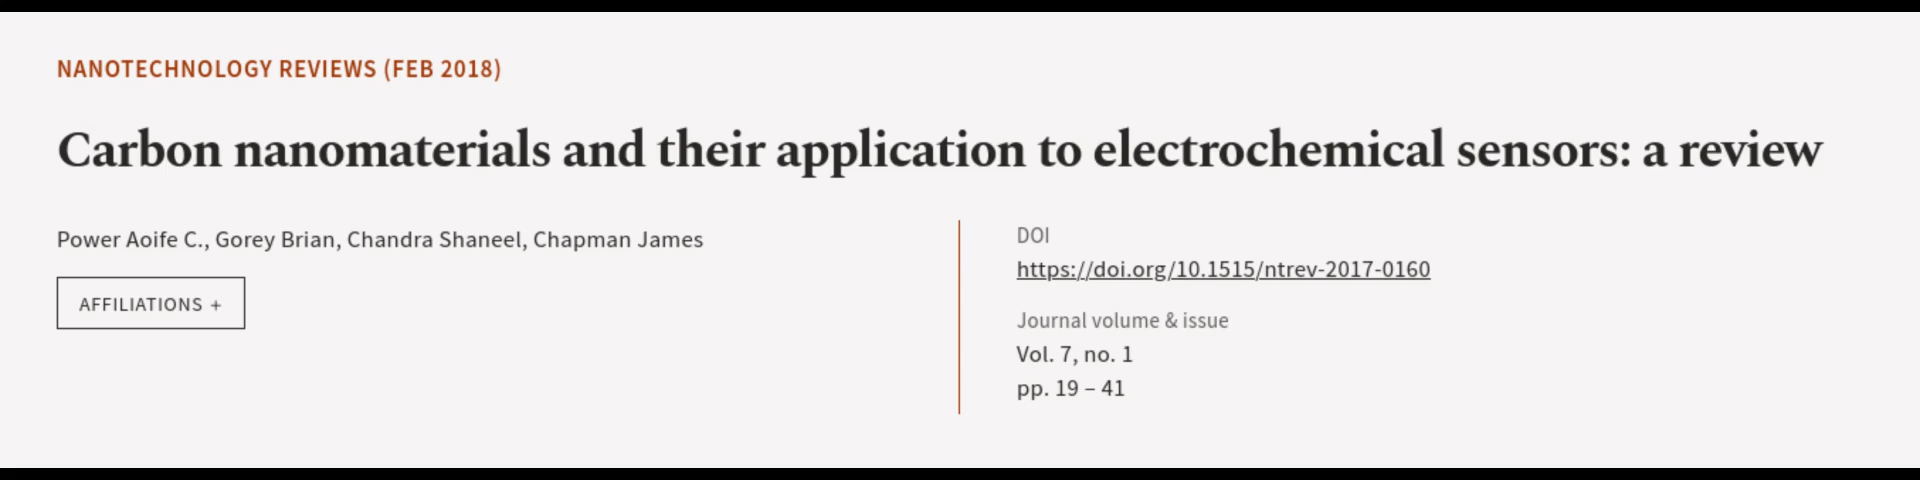 NANOTECHNOLOGY REVIEWS (FEB 2018)
Carbon nanomaterials and their application to electrochemical sensors: a review
Power Aoife C., Gorey Brian, Chandra Shaneel, Chapman James
AFFILIATIONS +
DOI
https://doi.org/10.1515/ntrev-2017-0160
Journal volume & issue
Vol. 7, no. 1
pp. 19 – 41